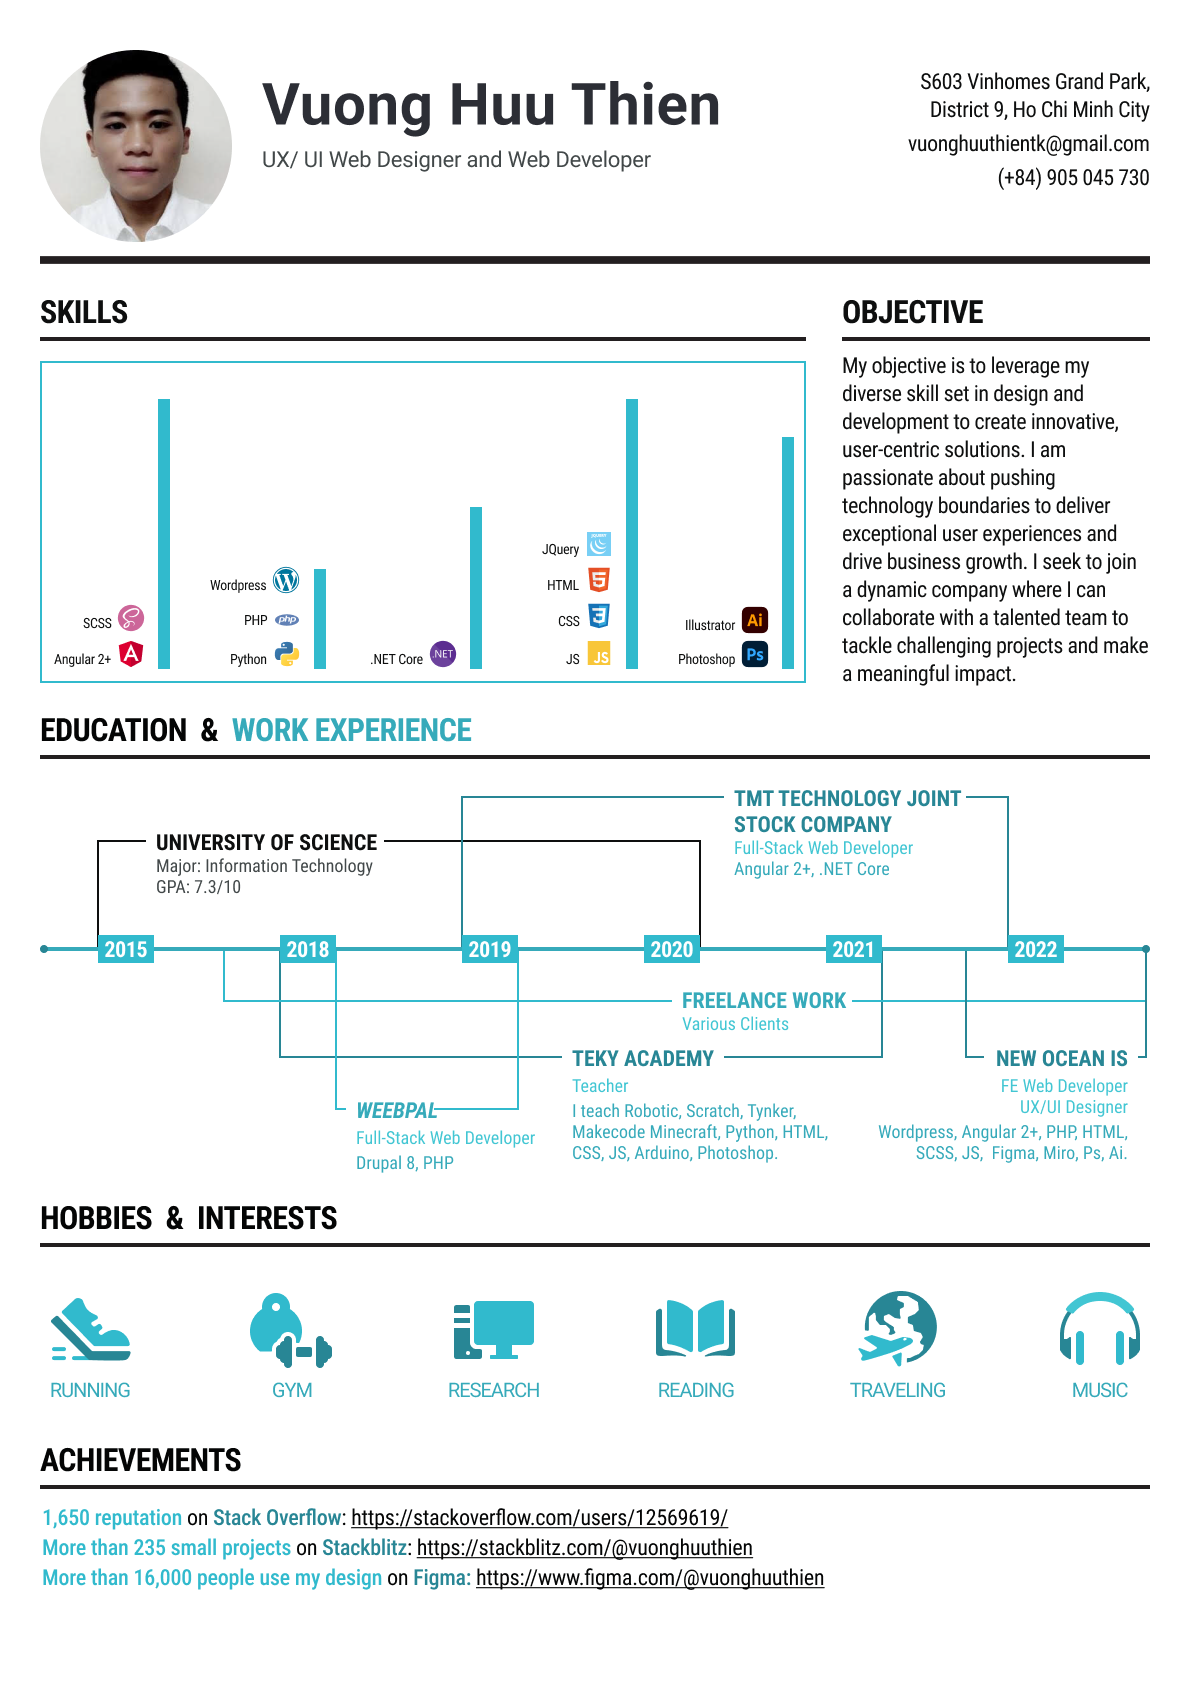 Vuong Huu Thien
UX/ UI Web Designer and Web Developer
S603 Vinhomes Grand Park,
District 9, Ho Chi Minh City
vuonghuuthientk@gmail.com
(+84) 905 045 730
SKILLS
SCSS
Angular 2+
Wordpress
PHP
php
Python
.NET Core
.NET
JQuery
HTML
5
CSS
3
JS
JS
Illustrator
Ai
Photoshop
Ps
OBJECTIVE
My objective is to leverage my
diverse skill set in design and
development to create innovative,
user-centric solutions. I am
passionate about pushing
technology boundaries to deliver
exceptional user experiences and
drive business growth. I seek to join
a dynamic company where I can
collaborate with a talented team to
tackle challenging projects and make
a meaningful impact.
EDUCATION & WORK EXPERIENCE
TMT TECHNOLOGY JOINT
STOCK COMPANY
Full-Stack Web Developer
Angular 2+, .NET Core
UNIVERSITY OF SCIENCE
Major: Information Technology
GPA: 7.3/10
2015 2018 2019 2020 2021 2022
FREELANCE WORK
Various Clients
TEKY ACADEMY
Teacher
I teach Robotic, Scratch, Tynker,
Makecode Minecraft, Python, HTML,
CSS, JS, Arduino, Photoshop.
NEW OCEAN IS
FE Web Developer
UX/UI Designer
Wordpress, Angular 2+, PHP, HTML,
SCSS, JS, Figma, Miro, Ps, Ai.
WEEBPAL
Full-Stack Web Developer
Drupal 8, PHP
HOBBIES & INTERESTS
RUNNING
GYM
RESEARCH
READING
TRAVELING
MUSIC
ACHIEVEMENTS
1,650 reputation on Stack Overflow: https://stackoverflow.com/users/12569619/
More than 235 small projects on Stackblitz: https://stackblitz.com/@vuonghuuthien
More than 16,000 people use my design on Figma: https://www.figma.com/@vuonghuuthien